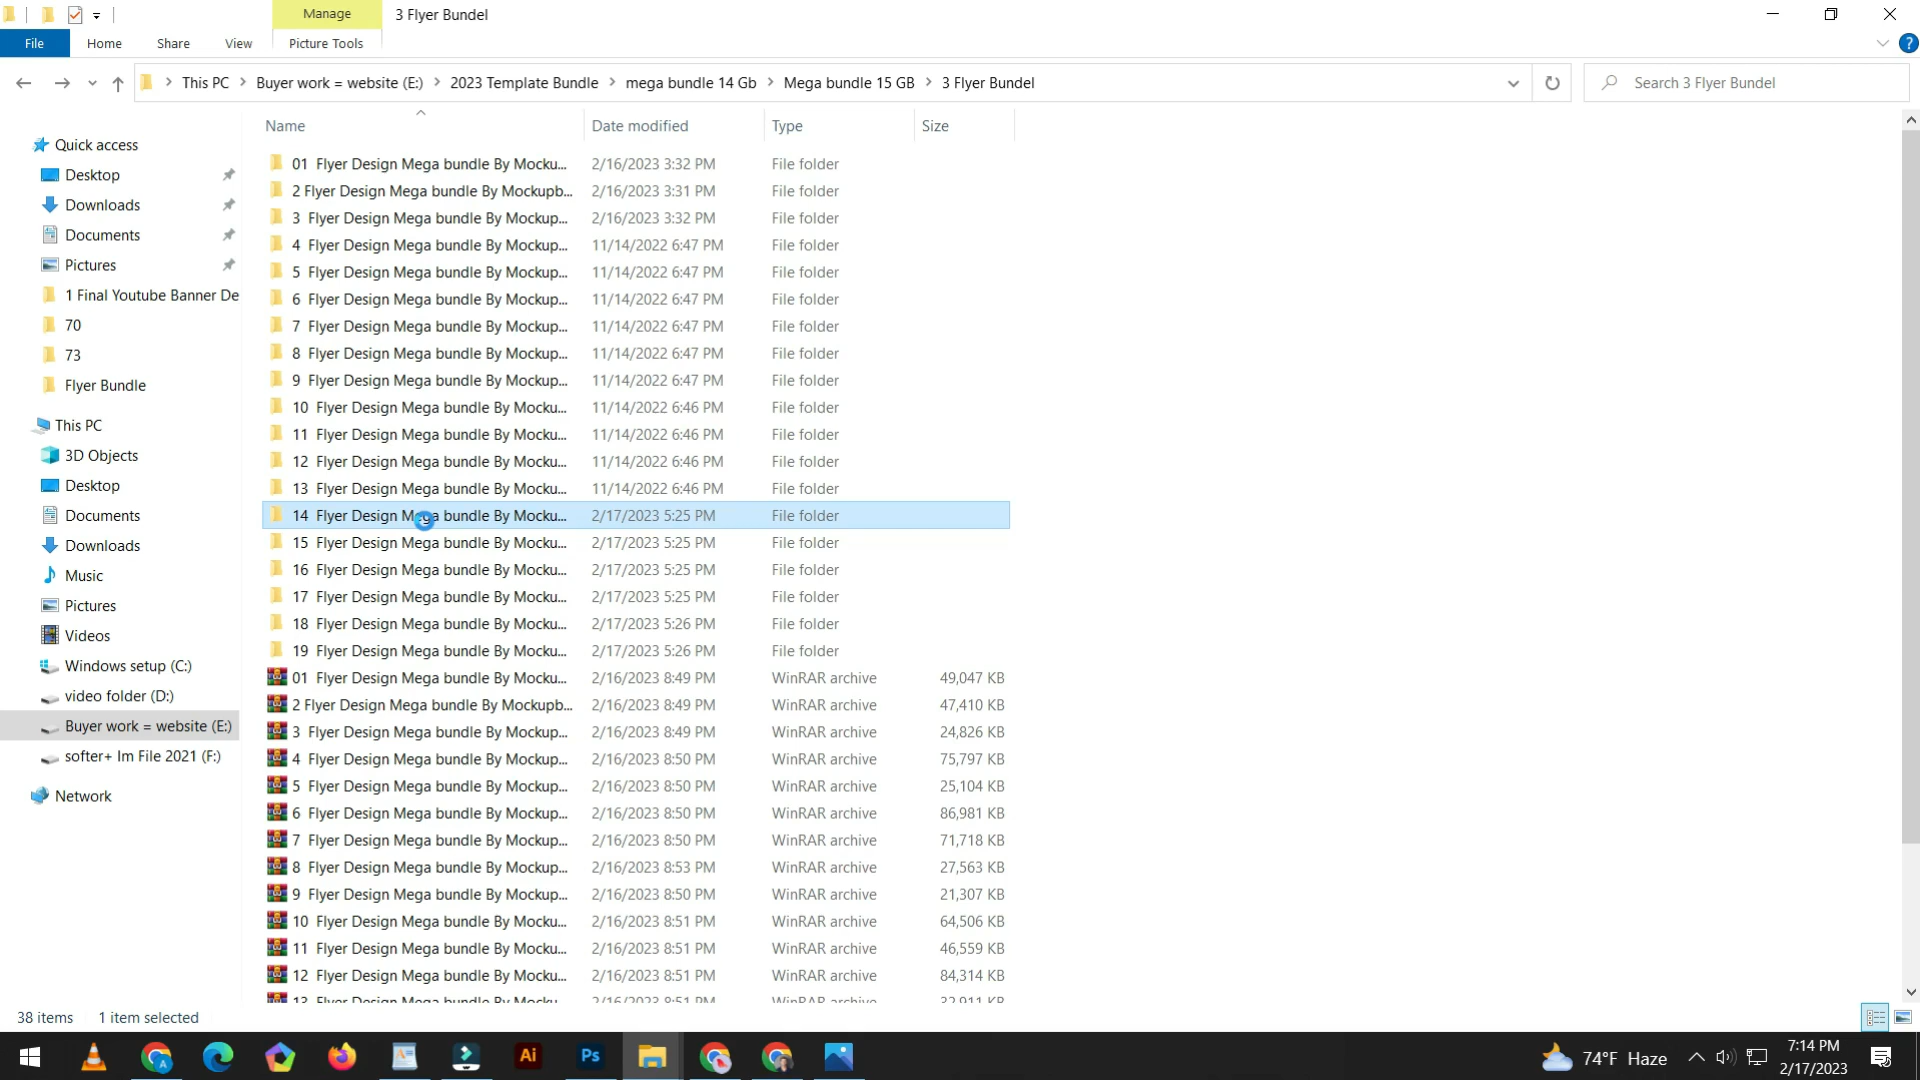 Manage
3 Flyer Bundel
File
Home
Share
View
Picture Tools
This PC
Buyer work = website (E:)
2023 Template Bundle
mega bundle 14 Gb
Mega bundle 15 GB
3 Flyer Bundel
Search 3 Flyer Bundel
Name
Date modified
Type
Size
Quick access
Desktop
Downloads
Documents
Pictures
1 Final Youtube Banner De
70
73
Flyer Bundle
This PC
3D Objects
Desktop
Documents
Downloads
Music
Pictures
Videos
Windows setup (C:)
video folder (D:)
Buyer work = website (E:)
softer+ Im File 2021 (F:)
Network
01 Flyer Design Mega bundle By Mocku... 2/16/2023 3:32 PM File folder
2 Flyer Design Mega bundle By Mockupb... 2/16/2023 3:31 PM File folder
3 Flyer Design Mega bundle By Mockup... 2/16/2023 3:32 PM File folder
4 Flyer Design Mega bundle By Mockup... 11/14/2022 6:47 PM File folder
5 Flyer Design Mega bundle By Mockup... 11/14/2022 6:47 PM File folder
6 Flyer Design Mega bundle By Mockup... 11/14/2022 6:47 PM File folder
7 Flyer Design Mega bundle By Mockup... 11/14/2022 6:47 PM File folder
8 Flyer Design Mega bundle By Mockup... 11/14/2022 6:47 PM File folder
9 Flyer Design Mega bundle By Mockup... 11/14/2022 6:47 PM File folder
10 Flyer Design Mega bundle By Mocku... 11/14/2022 6:46 PM File folder
11 Flyer Design Mega bundle By Mocku... 11/14/2022 6:46 PM File folder
12 Flyer Design Mega bundle By Mocku... 11/14/2022 6:46 PM File folder
13 Flyer Design Mega bundle By Mocku... 11/14/2022 6:46 PM File folder
14 Flyer Design Mega bundle By Mocku... 2/17/2023 5:25 PM File folder
15 Flyer Design Mega bundle By Mocku... 2/17/2023 5:25 PM File folder
16 Flyer Design Mega bundle By Mocku... 2/17/2023 5:25 PM File folder
17 Flyer Design Mega bundle By Mocku... 2/17/2023 5:25 PM File folder
18 Flyer Design Mega bundle By Mocku... 2/17/2023 5:26 PM File folder
19 Flyer Design Mega bundle By Mocku... 2/17/2023 5:26 PM File folder
01 Flyer Design Mega bundle By Mocku... 2/16/2023 8:49 PM WinRAR archive 49,047 KB
2 Flyer Design Mega bundle By Mockupb... 2/16/2023 8:49 PM WinRAR archive 47,410 KB
3 Flyer Design Mega bundle By Mockup... 2/16/2023 8:49 PM WinRAR archive 24,826 KB
4 Flyer Design Mega bundle By Mockup... 2/16/2023 8:50 PM WinRAR archive 75,797 KB
5 Flyer Design Mega bundle By Mockup... 2/16/2023 8:50 PM WinRAR archive 25,104 KB
6 Flyer Design Mega bundle By Mockup... 2/16/2023 8:50 PM WinRAR archive 86,981 KB
7 Flyer Design Mega bundle By Mockup... 2/16/2023 8:50 PM WinRAR archive 71,718 KB
8 Flyer Design Mega bundle By Mockup... 2/16/2023 8:53 PM WinRAR archive 27,563 KB
9 Flyer Design Mega bundle By Mockup... 2/16/2023 8:50 PM WinRAR archive 21,307 KB
10 Flyer Design Mega bundle By Mocku... 2/16/2023 8:51 PM WinRAR archive 64,506 KB
11 Flyer Design Mega bundle By Mocku... 2/16/2023 8:51 PM WinRAR archive 46,559 KB
12 Flyer Design Mega bundle By Mocku... 2/16/2023 8:51 PM WinRAR archive 84,314 KB
13 Flyer Design Mega bundle By Mocku... 2/16/2023 8:51 PM WinRAR archive 32,911 KB
38 items
1 item selected
Ai
Ps
74°F Haze
7:14 PM
2/17/2023